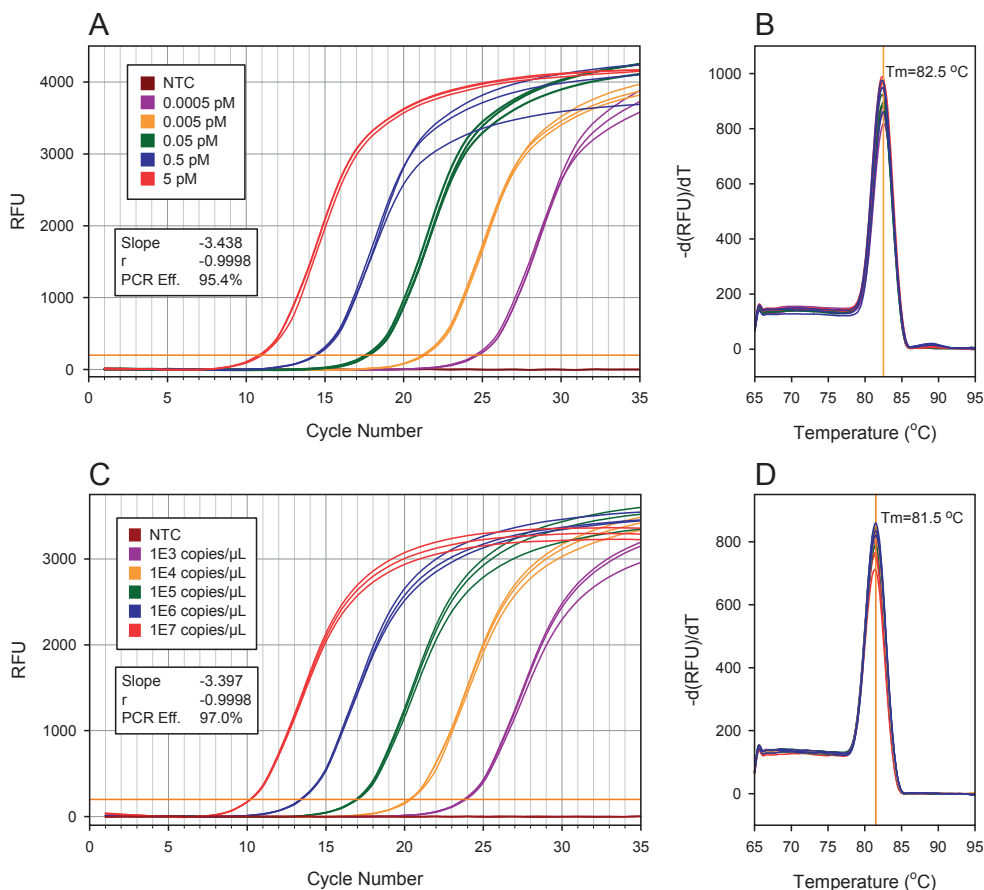 A
RFU
4000
3000
2000
1000
0
NTC
0.0005 pM
0.005 pM
0.05 pM
0.5 pM
5 pM
Slope -3.438
r -0.9998
PCR Eff. 95.4%
0 5 10 15 20 25 30 35
Cycle Number
B
-d(RFU)/dT
1000
800
600
400
200
0
Tm=82.5 °C
65 70 75 80 85 90 95
Temperature (°C)
C
RFU
3000
2000
1000
0
NTC
1E3 copies/µL
1E4 copies/µL
1E5 copies/µL
1E6 copies/µL
1E7 copies/µL
Slope -3.397
r -0.9998
PCR Eff. 97.0%
0 5 10 15 20 25 30 35
Cycle Number
D
-d(RFU)/dT
800
600
400
200
0
Tm=81.5 °C
65 70 75 80 85 90 95
Temperature (°C)